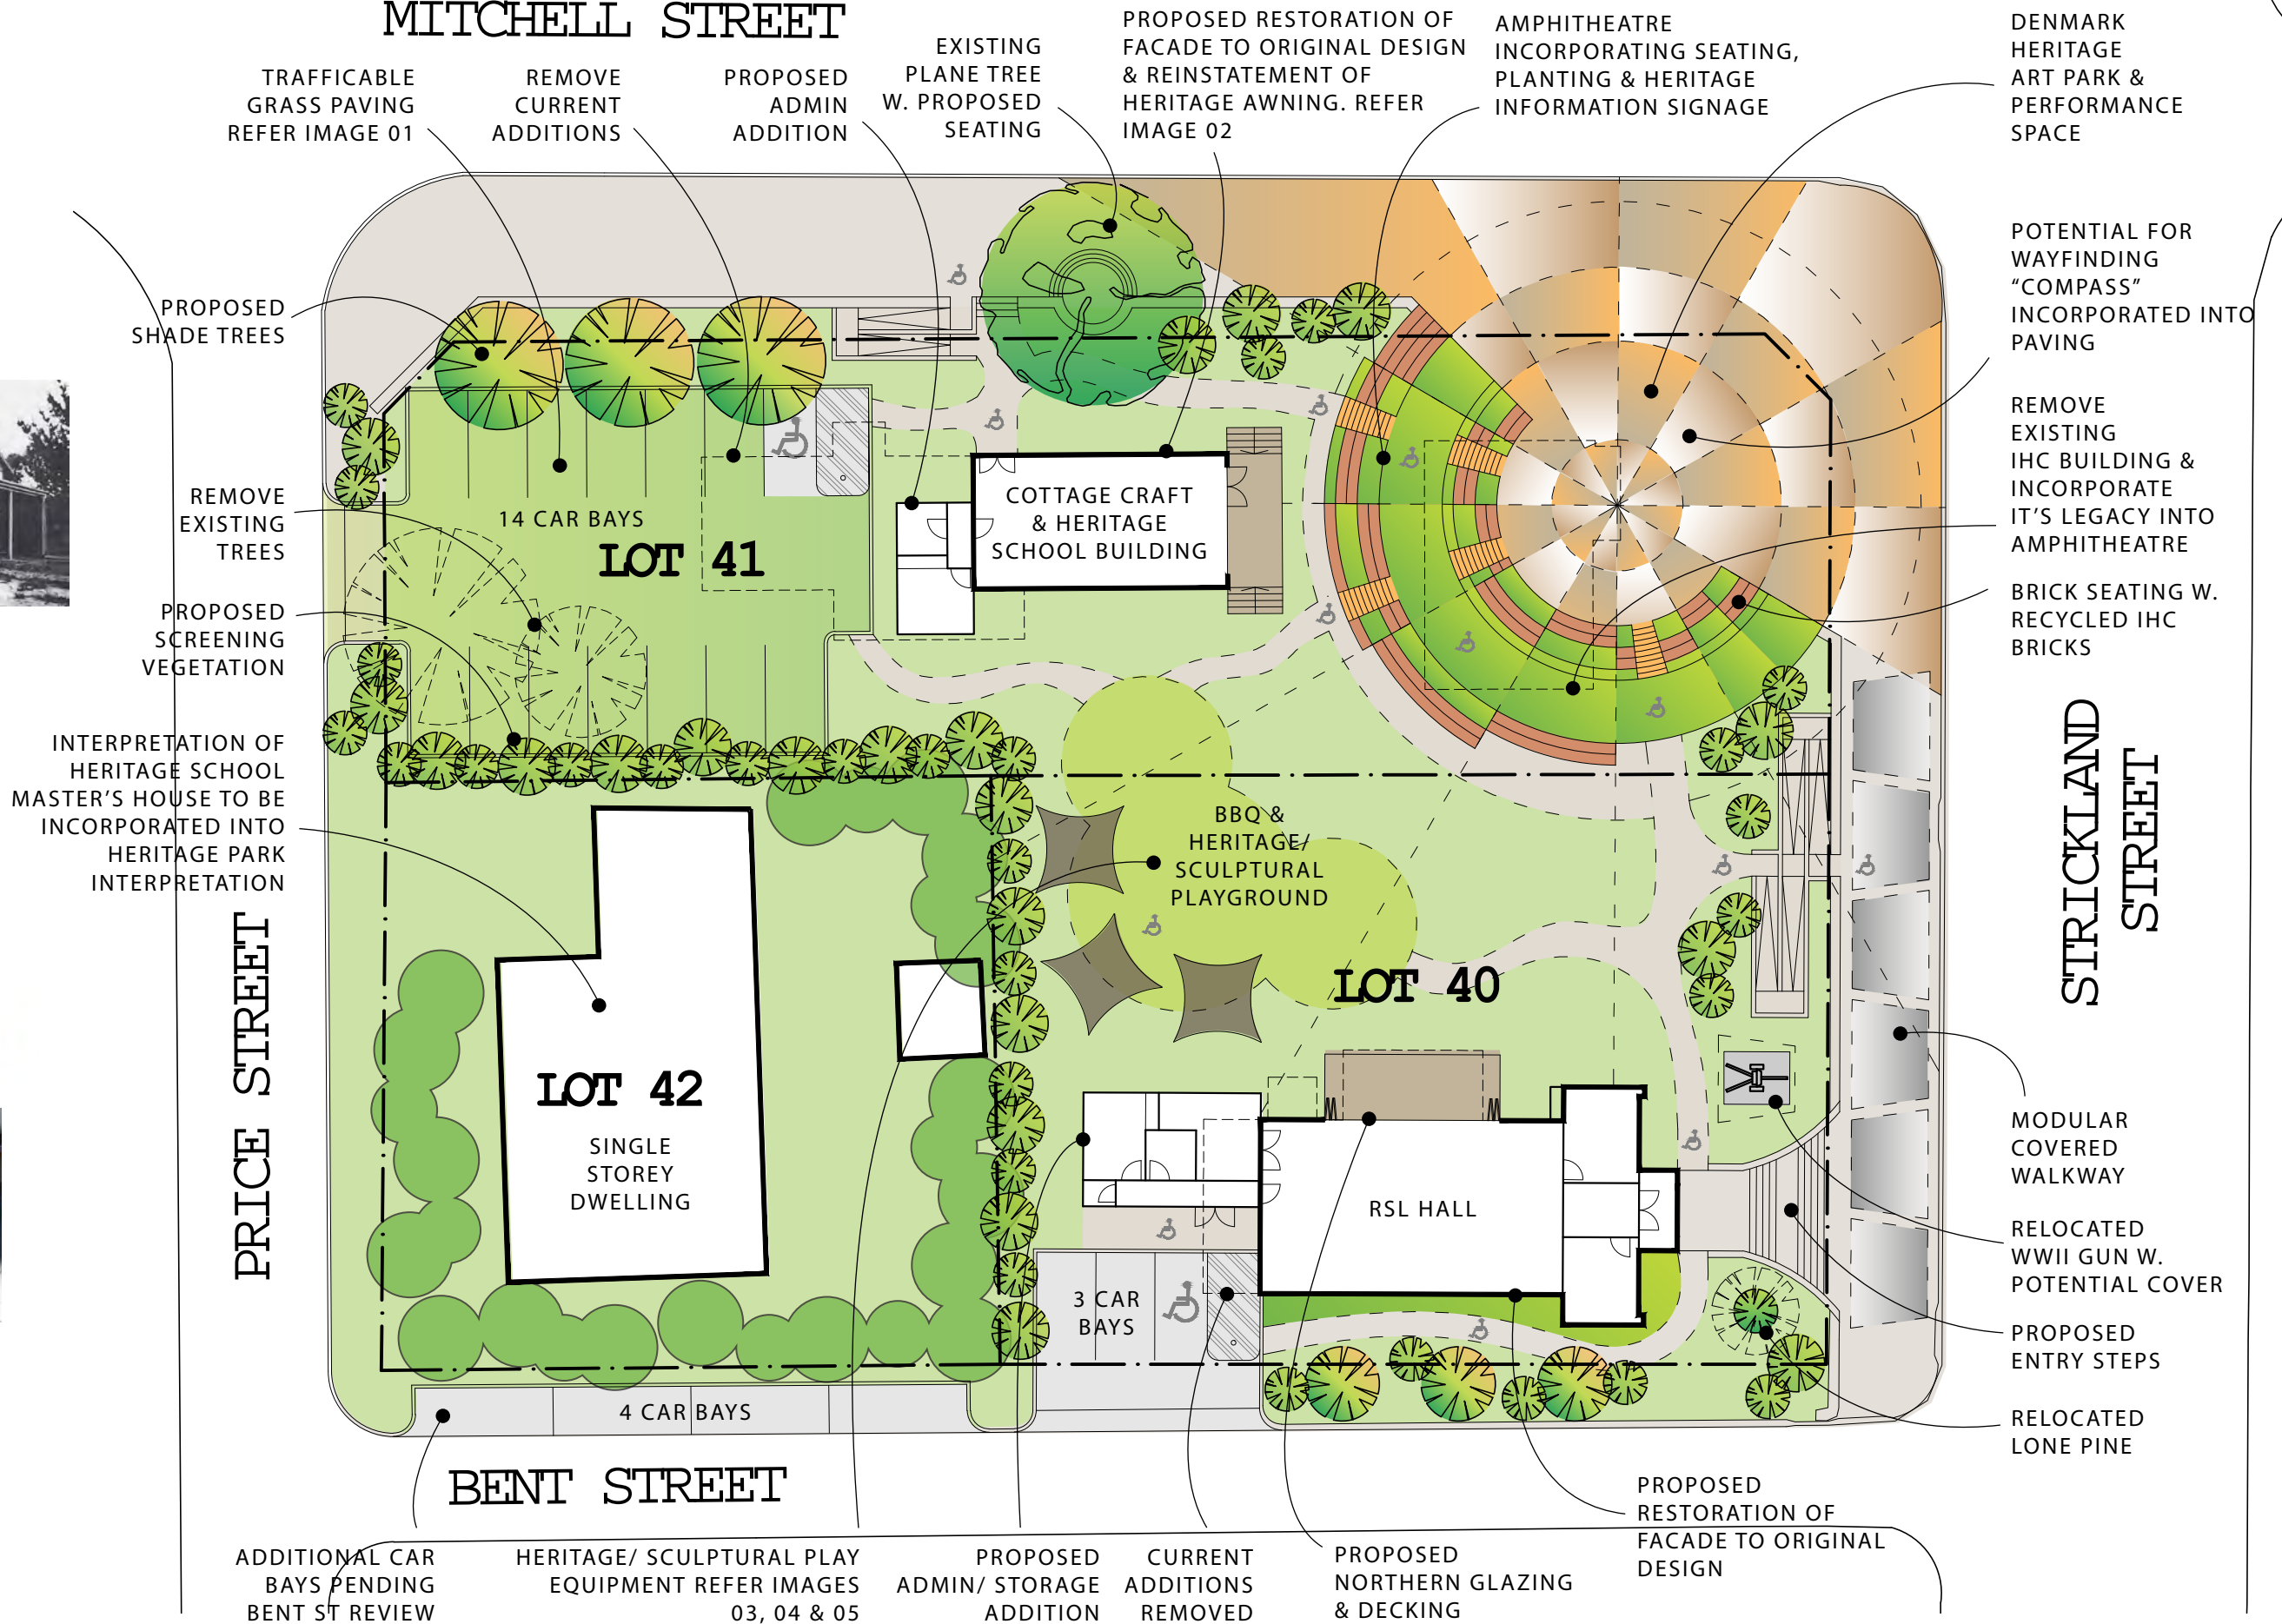 MITCHELL STREET
TRAFFICABLE
GRASS PAVING
REFER IMAGE 01
REMOVE
CURRENT
ADDITIONS
PROPOSED
ADMIN
ADDITION
EXISTING
PLANE TREE
W. PROPOSED
SEATING
PROPOSED RESTORATION OF
FACADE TO ORIGINAL DESIGN
& REINSTATEMENT OF
HERITAGE AWNING. REFER
IMAGE 02
AMPHITHEATRE
INCORPORATING SEATING,
PLANTING & HERITAGE
INFORMATION SIGNAGE
DENMARK
HERITAGE
ART PARK &
PERFORMANCE
SPACE
POTENTIAL FOR
WAYFINDING
“COMPASS”
INCORPORATED INTO
PAVING
REMOVE
EXISTING
IHC BUILDING &
INCORPORATE
IT’S LEGACY INTO
AMPHITHEATRE
BRICK SEATING W.
RECYCLED IHC
BRICKS
STRICKLAND
STREET
MODULAR
COVERED
WALKWAY
RELOCATED
WWII GUN W.
POTENTIAL COVER
PROPOSED
ENTRY STEPS
RELOCATED
LONE PINE
PROPOSED
SHADE TREES
REMOVE
EXISTING
TREES
PROPOSED
SCREENING
VEGETATION
INTERPRETATION OF
HERITAGE SCHOOL
MASTER’S HOUSE TO BE
INCORPORATED INTO
HERITAGE PARK
INTERPRETATION
PRICE STREET
14 CAR BAYS
LOT 41
COTTAGE CRAFT
& HERITAGE
SCHOOL BUILDING
BBQ &
HERITAGE/
SCULPTURAL
PLAYGROUND
LOT 40
LOT 42
SINGLE
STOREY
DWELLING
RSL HALL
3 CAR
BAYS
4 CAR BAYS
BENT STREET
ADDITIONAL CAR
BAYS PENDING
BENT ST REVIEW
HERITAGE/ SCULPTURAL PLAY
EQUIPMENT REFER IMAGES
03, 04 & 05
PROPOSED
ADMIN/ STORAGE
ADDITION
CURRENT
ADDITIONS
REMOVED
PROPOSED
NORTHERN GLAZING
& DECKING
PROPOSED
RESTORATION OF
FACADE TO ORIGINAL
DESIGN